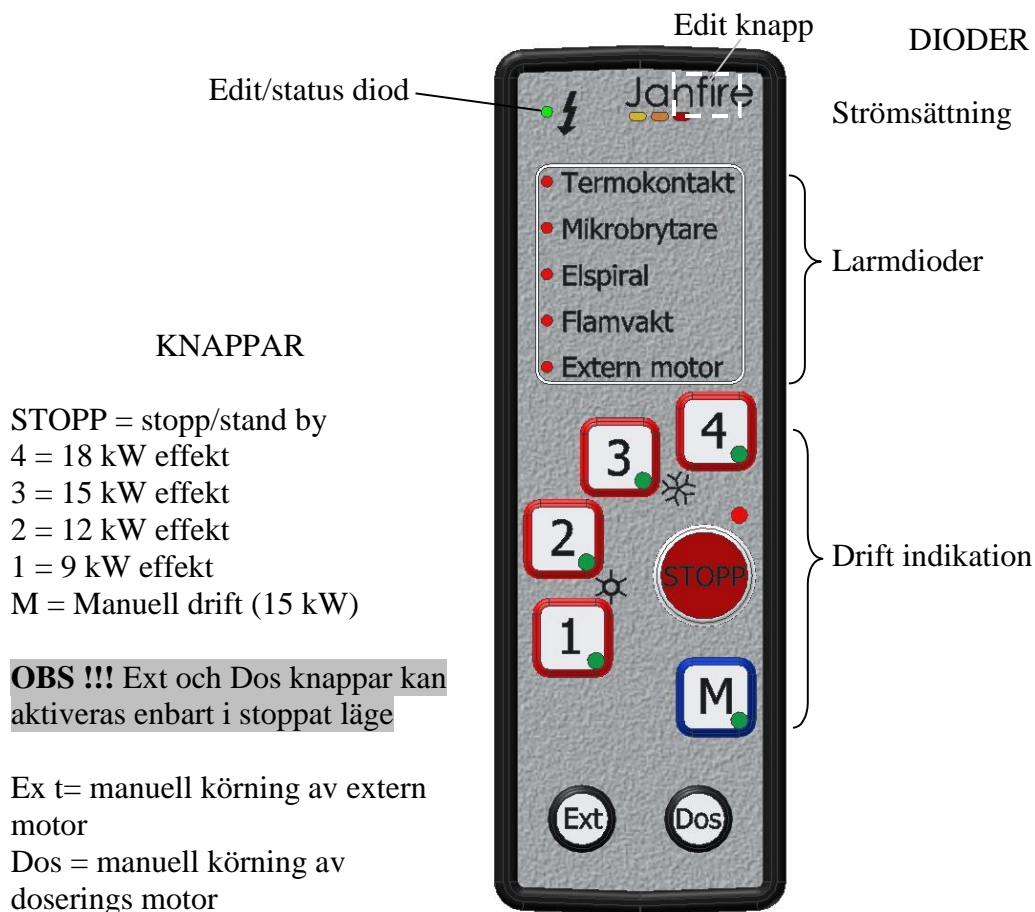 Edit knapp
DIODER
Edit/status diod
Janfire
Strömsättning
Termokontakt
Mikrobrytare
Elspiral
Flamvakt
Extern motor
Larmdioder
KNAPPAR
STOPP = stopp/stand by
4 = 18 kW effekt
3 = 15 kW effekt
2 = 12 kW effekt
1 = 9 kW effekt
M = Manuell drift (15 kW)
OBS !!! Ext och Dos knappar kan
aktiveras enbart i stoppat läge
Ex t= manuell körning av extern
motor
Dos = manuell körning av
doserings motor
4
3
2
STOPP
1
M
Drift indikation
Ext
Dos